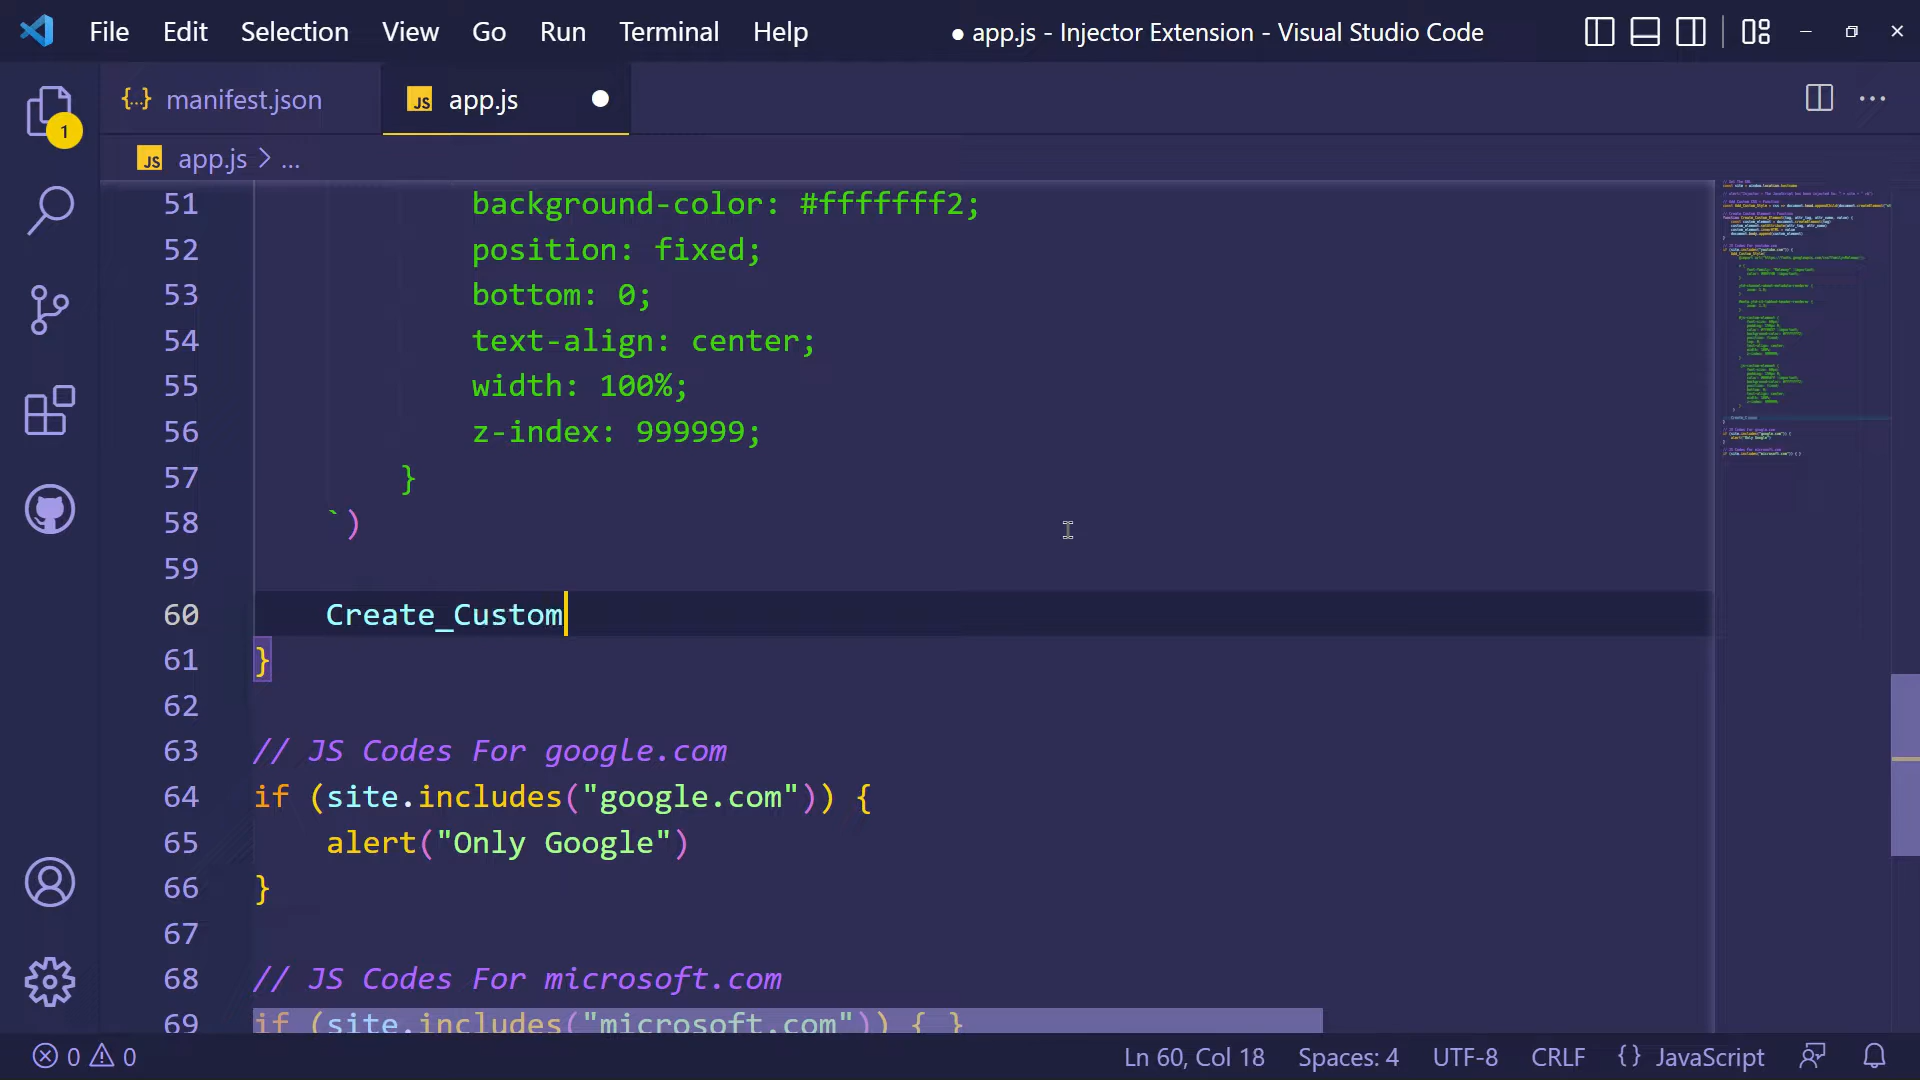 File Edit Selection View Go Run Terminal Help ● app.js - Injector Extension - Visual Studio Code
{..} manifest.json JS app.js
1
JS app.js > ...
51 background-color: #fffffff2;
52 position: fixed;
53 bottom: 0;
54 text-align: center;
55 width: 100%;
56 z-index: 999999;
57 }
58 `)
59
60 Create_Custom
61 }
62
63 // JS Codes For google.com
64 if (site.includes("google.com")) {
65 alert("Only Google")
66 }
67
68 // JS Codes For microsoft.com
69 if (site.includes("microsoft.com")) { }
0 0 Ln 60, Col 18 Spaces: 4 UTF-8 CRLF {} JavaScript